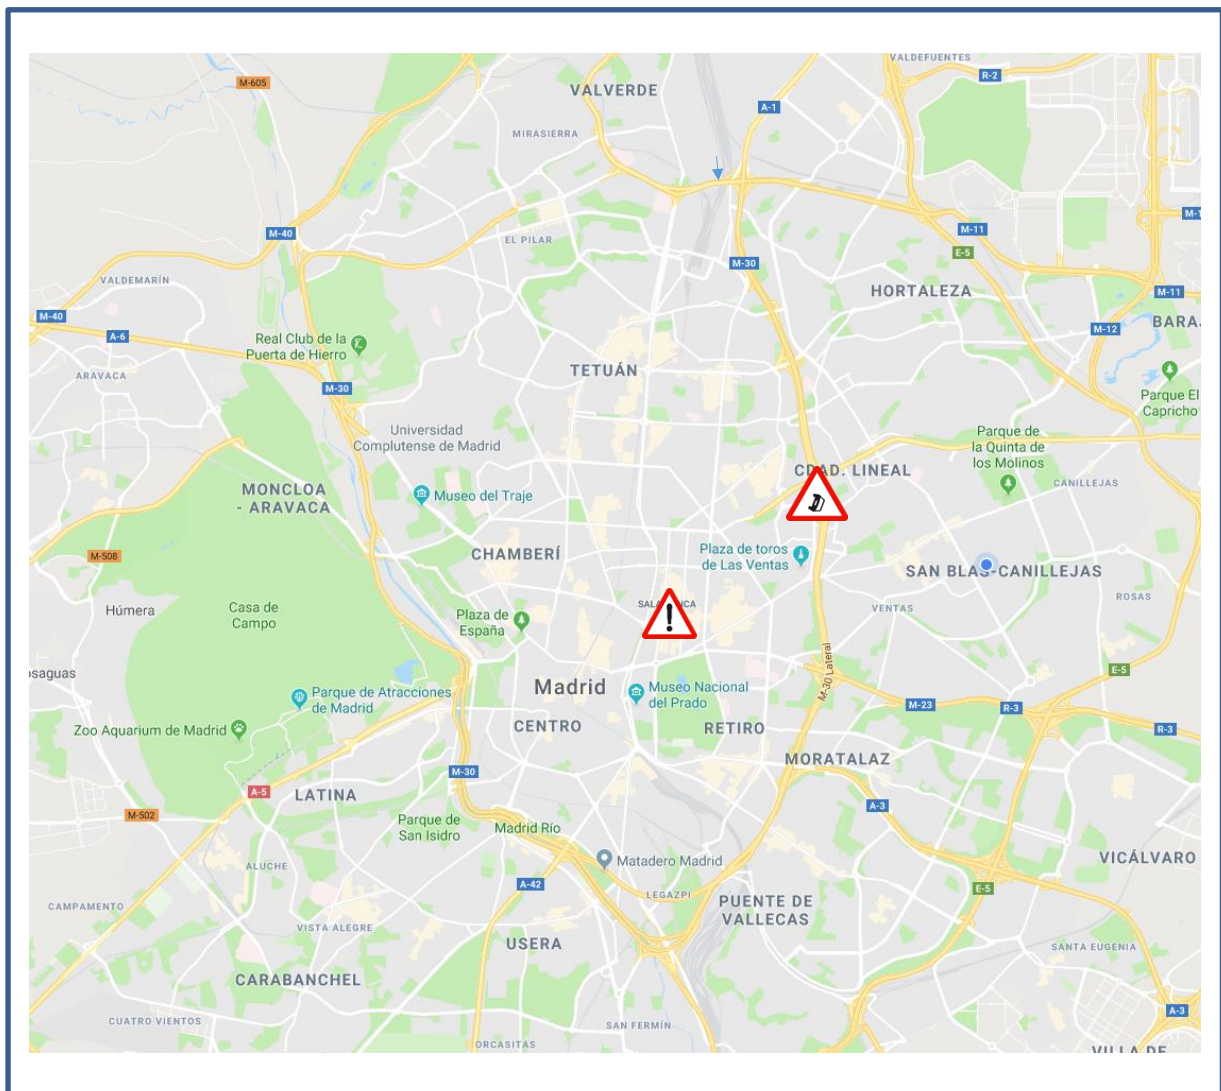 VALDEFUENTES
R-2
M-605
VALVERDE
A-1
MIRASIERRA
M-40
EL PILAR
M-11
E-5
M-30
VALDEMARÍN
HORTALEZA
M-11
M-40
A-6
M-12
Real Club de la
Puerta de Hierro
TETUÁN
ARAVACA
M-30
Parque El
Capricho
Universidad
Complutense de Madrid
Parque de
la Quinta de
los Molinos
CDAD. LINEAL
CANILLEJAS
MONCLOA
- ARAVACA
Museo del Traje
M-508
CHAMBERÍ
Plaza de toros
de Las Ventas
SAN BLAS-CANILLEJAS
Húmera
Casa de
Campo
Plaza de
España
!
VENTAS
ROSAS
M-30 Lateral
E-5
Parque de Atracciones
de Madrid
Madrid
Museo Nacional
del Prado
M-23
R-3
Zoo Aquarium de Madrid
CENTRO
RETIRO
R-3
MORATALAZ
M-30
A-5
LATINA
A-3
M-502
Parque de
San Isidro
Madrid Río
Matadero Madrid
VICÁLVARO
ALUCHE
A-42
LEGAZPI
E-5
CAMPAMENTO
PUENTE DE
VALLECAS
VISTA ALEGRE
USERA
SANTA EUGENIA
CARABANCHEL
A-3
CUATRO VIENTOS
SAN FERMÍN
ORCASITAS